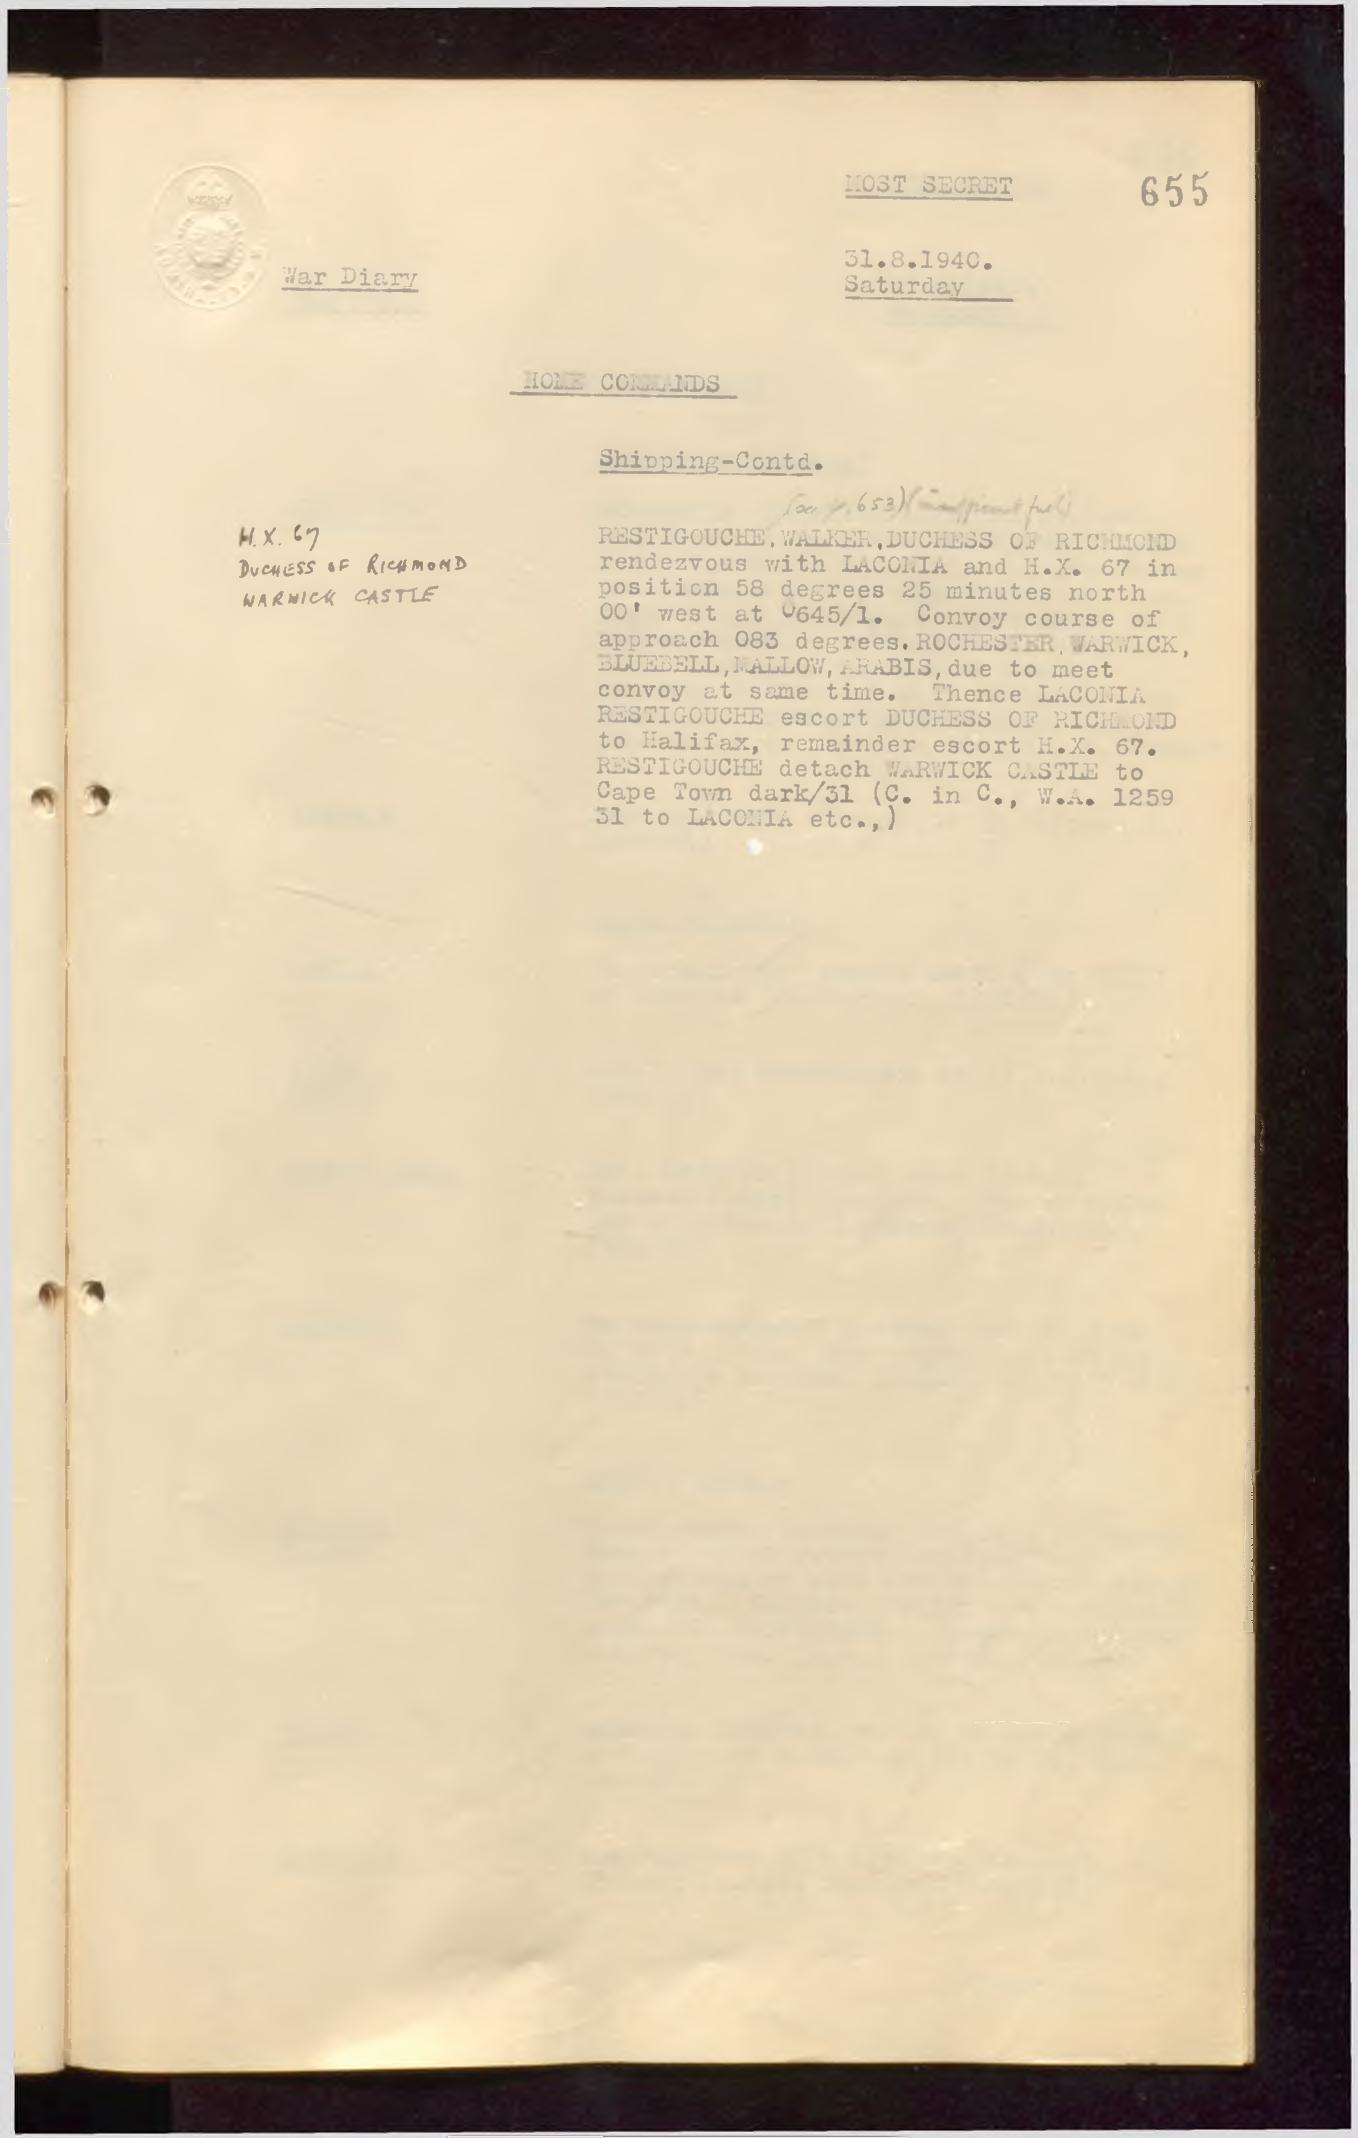 MOST SECRET
655
31.8.1940.
Saturday
War Diary
HOME COMMANDS
Shipping-Contd.
(see p. 653) (insufficient fuel)
H.X. 67
DUCHESS OF RICHMOND
WARWICK CASTLE
RESTIGOUCHE, WALKER, DUCHESS OF RICHMOND
rendezvous with LACONIA and H.X. 67 in
position 58 degrees 25 minutes north
00' west at 0645/1. Convoy course of
approach 083 degrees. ROCHESTER, WARWICK,
BLUEBELL, MALLOW, ARABIS, due to meet
convoy at same time. Thence LACONIA
RESTIGOUCHE escort DUCHESS OF RICHMOND
to Halifax, remainder escort H.X. 67.
RESTIGOUCHE detach WARWICK CASTLE to
Cape Town dark/31 (C. in C., W.A. 1259
31 to LACONIA etc.,)